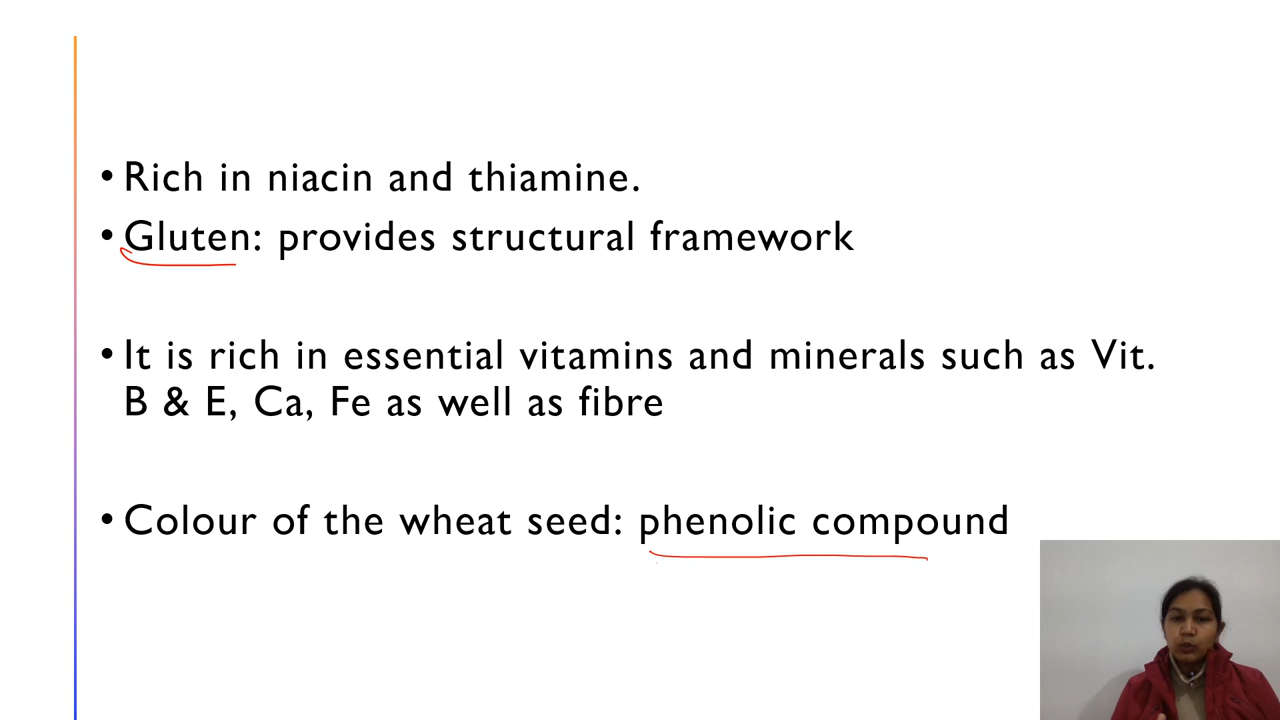 • Rich in niacin and thiamine.
• Gluten: provides structural framework
• It is rich in essential vitamins and minerals such as Vit.
B & E, Ca, Fe as well as fibre
• Colour of the wheat seed: phenolic compound